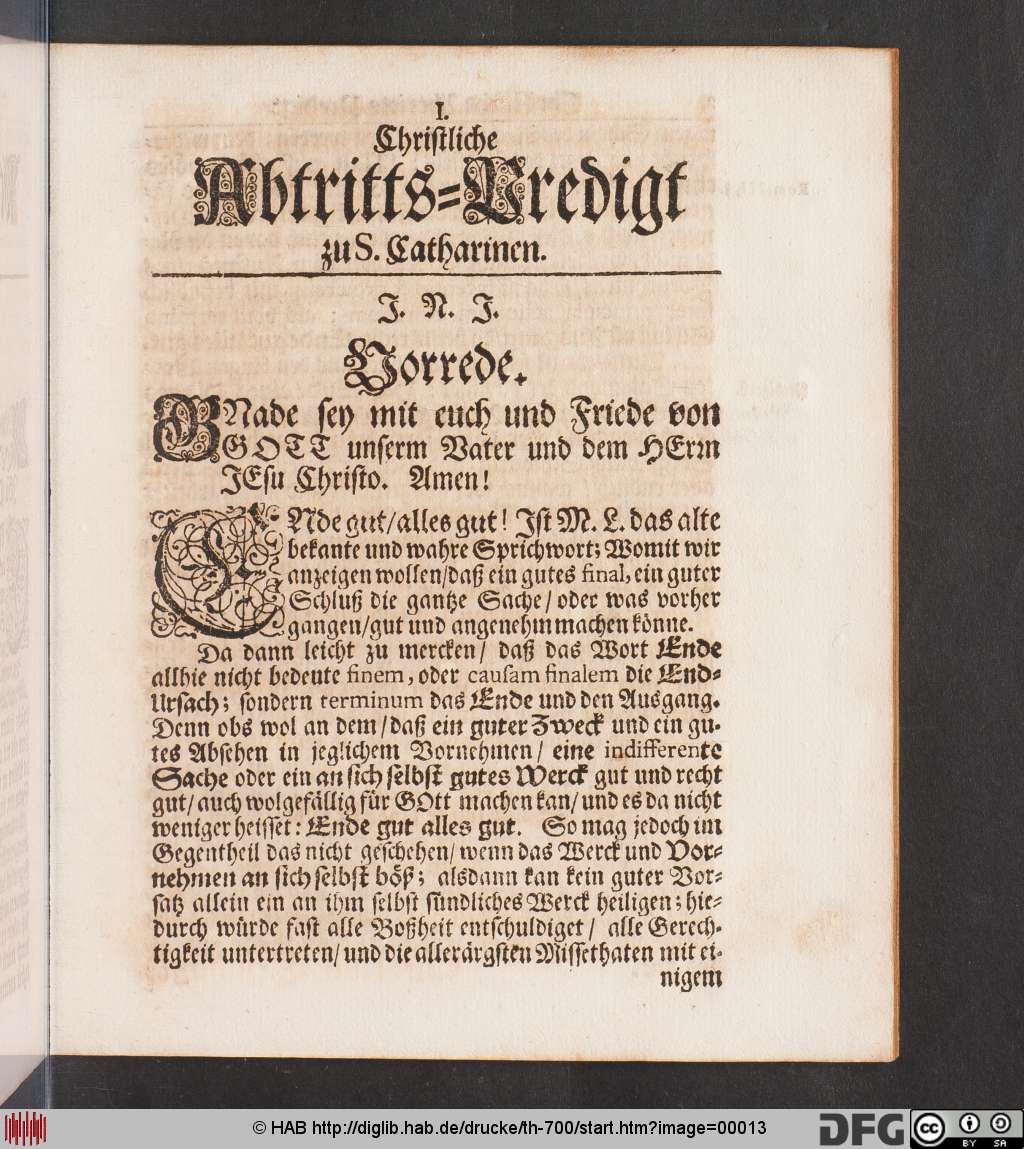 I.
Christliche
Abtritts=Predigt
zu S. Catharinen.
J. N. J.
Vorrede.
GNade sey mit euch und Friede von
GOTT unserm Vater und dem HErrn
JEsu Christo. Amen!
ENde gut/alles gut! Ist M. L. das alte
bekante und wahre Sprichwort; Womit wir
anzeigen wollen/daß ein gutes final, ein guter
Schluß die gantze Sache/ oder was vorher
gangen/gut und angenehm machen könne.
Da dann leicht zu mercken/ daß das Wort Ende
allhie nicht bedeute finem, oder causam finalem die End=
Ursach; sondern terminum das Ende und den Ausgang.
Denn obs wol an dem/daß ein guter Zweck und ein gu=
tes Absehen in jeglichem Vornehmen/ eine indifferente
Sache oder ein an sich selbst gutes Werck gut und recht
gut/ auch wolgefällig für GOtt machen kan/ und es da nicht
weniger heisset: Ende gut alles gut. So mag jedoch im
Gegentheil das nicht geschehen/ wenn das Werck und Vor=
nehmen an sich selbst böß; alsdann kan kein guter Vor=
satz allein ein an ihm selbst sündliches Werck heiligen; hie=
durch würde fast alle Boßheit entschuldiget/ alle Gerech=
tigkeit untertreten/ und die allerärgsten Missethaten mit ei=
nigem
© HAB http://diglib.hab.de/drucke/th-700/start.htm?image=00013
DFG
cc
BY SA